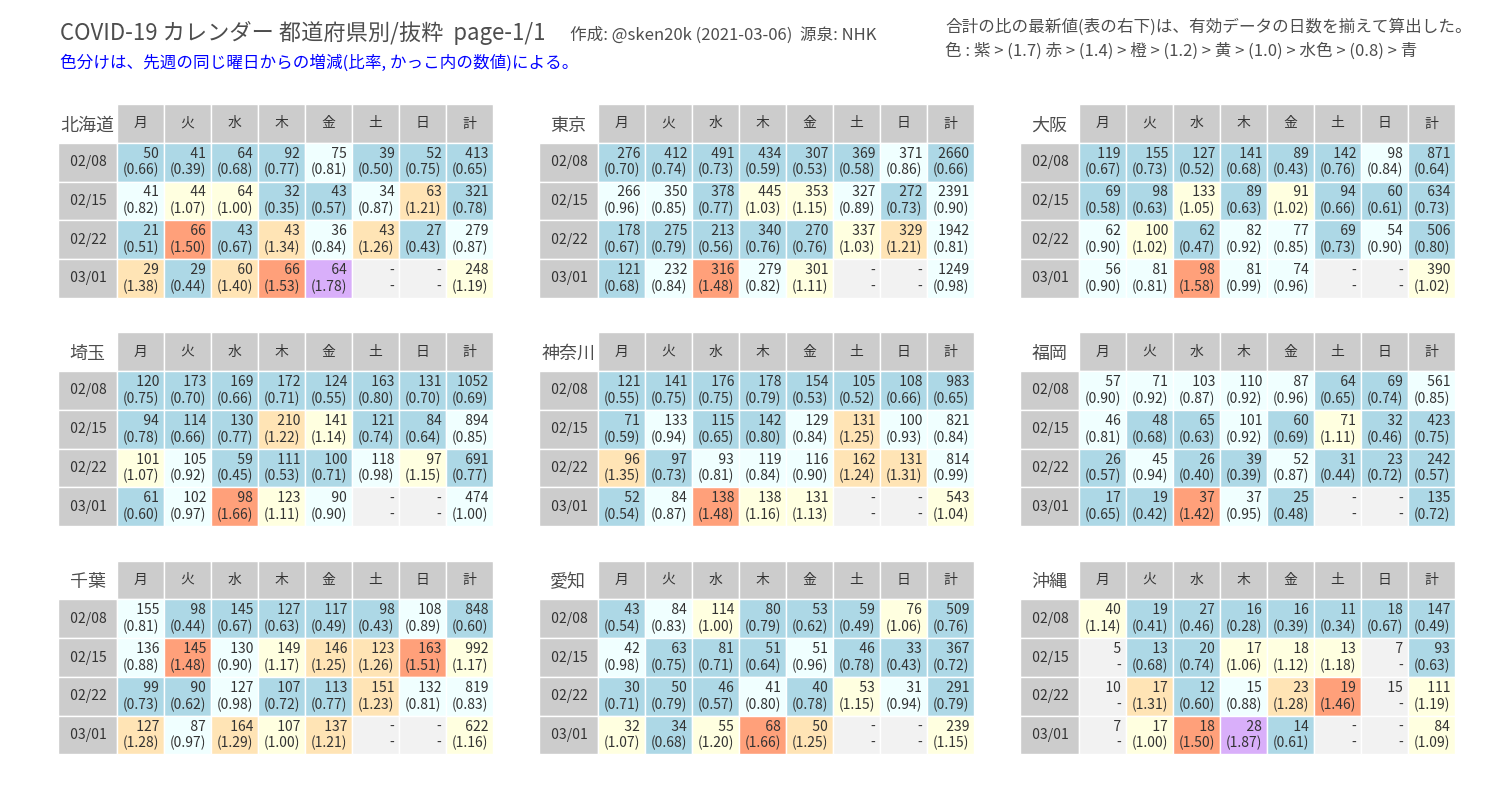 COVID-19 カレンダー 都道府県別/抜粋 page-1/1 作成: @sken20k (2021-03-06) 源泉: NHK
色分けは、先週の同じ曜日からの増減(比率, かっこ内の数値)による。
合計の比の最新値(表の右下)は、有効データの日数を揃えて算出した。
色 : 紫 > (1.7) 赤 > (1.4) > 橙 > (1.2) > 黄 > (1.0) > 水色 > (0.8) > 青
北海道 月 火 水 木 金 土 日 計
02/08 50 41 64 92 75 39 52 413
(0.66) (0.39) (0.68) (0.77) (0.81) (0.50) (0.75) (0.65)
02/15 41 44 64 32 43 34 63 321
(0.82) (1.07) (1.00) (0.35) (0.57) (0.87) (1.21) (0.78)
02/22 21 66 43 43 36 43 27 279
(0.51) (1.50) (0.67) (1.34) (0.84) (1.26) (0.43) (0.87)
03/01 29 29 60 66 64 - - 248
(1.38) (0.44) (1.40) (1.53) (1.78) - - (1.19)
東京 月 火 水 木 金 土 日 計
02/08 276 412 491 434 307 369 371 2660
(0.70) (0.74) (0.73) (0.59) (0.53) (0.58) (0.86) (0.66)
02/15 266 350 378 445 353 327 272 2391
(0.96) (0.85) (0.77) (1.03) (1.15) (0.89) (0.73) (0.90)
02/22 178 275 213 340 270 337 329 1942
(0.67) (0.79) (0.56) (0.76) (0.76) (1.03) (1.21) (0.81)
03/01 121 232 316 279 301 - - 1249
(0.68) (0.84) (1.48) (0.82) (1.11) - - (0.98)
大阪 月 火 水 木 金 土 日 計
02/08 119 155 127 141 89 142 98 871
(0.67) (0.73) (0.52) (0.68) (0.43) (0.76) (0.84) (0.64)
02/15 69 98 133 89 91 94 60 634
(0.58) (0.63) (1.05) (0.63) (1.02) (0.66) (0.61) (0.73)
02/22 62 100 62 82 77 69 54 506
(0.90) (1.02) (0.47) (0.92) (0.85) (0.73) (0.90) (0.80)
03/01 56 81 98 81 74 - - 390
(0.90) (0.81) (1.58) (0.99) (0.96) - - (1.02)
埼玉 月 火 水 木 金 土 日 計
02/08 120 173 169 172 124 163 131 1052
(0.75) (0.70) (0.66) (0.71) (0.55) (0.80) (0.70) (0.69)
02/15 94 114 130 210 141 121 84 894
(0.78) (0.66) (0.77) (1.22) (1.14) (0.74) (0.64) (0.85)
02/22 101 105 59 111 100 118 97 691
(1.07) (0.92) (0.45) (0.53) (0.71) (0.98) (1.15) (0.77)
03/01 61 102 98 123 90 - - 474
(0.60) (0.97) (1.66) (1.11) (0.90) - - (1.00)
神奈川 月 火 水 木 金 土 日 計
02/08 121 141 176 178 154 105 108 983
(0.55) (0.75) (0.75) (0.79) (0.53) (0.52) (0.66) (0.65)
02/15 71 133 115 142 129 131 100 821
(0.59) (0.94) (0.65) (0.80) (0.84) (1.25) (0.93) (0.84)
02/22 96 97 93 119 116 162 131 814
(1.35) (0.73) (0.81) (0.84) (0.90) (1.24) (1.31) (0.99)
03/01 52 84 138 138 131 - - 543
(0.54) (0.87) (1.48) (1.16) (1.13) - - (1.04)
福岡 月 火 水 木 金 土 日 計
02/08 57 71 103 110 87 64 69 561
(0.90) (0.92) (0.87) (0.92) (0.96) (0.65) (0.74) (0.85)
02/15 46 48 65 101 60 71 32 423
(0.81) (0.68) (0.63) (0.92) (0.69) (1.11) (0.46) (0.75)
02/22 26 45 26 39 52 31 23 242
(0.57) (0.94) (0.40) (0.39) (0.87) (0.44) (0.72) (0.57)
03/01 17 19 37 37 25 - - 135
(0.65) (0.42) (1.42) (0.95) (0.48) - - (0.72)
千葉 月 火 水 木 金 土 日 計
02/08 155 98 145 127 117 98 108 848
(0.81) (0.44) (0.67) (0.63) (0.49) (0.43) (0.89) (0.60)
02/15 136 145 130 149 146 123 163 992
(0.88) (1.48) (0.90) (1.17) (1.25) (1.26) (1.51) (1.17)
02/22 99 90 127 107 113 151 132 819
(0.73) (0.62) (0.98) (0.72) (0.77) (1.23) (0.81) (0.83)
03/01 127 87 164 107 137 - - 622
(1.28) (0.97) (1.29) (1.00) (1.21) - - (1.16)
愛知 月 火 水 木 金 土 日 計
02/08 43 84 114 80 53 59 76 509
(0.54) (0.83) (1.00) (0.79) (0.62) (0.49) (1.06) (0.76)
02/15 42 63 81 51 51 46 33 367
(0.98) (0.75) (0.71) (0.64) (0.96) (0.78) (0.43) (0.72)
02/22 30 50 46 41 40 53 31 291
(0.71) (0.79) (0.57) (0.80) (0.78) (1.15) (0.94) (0.79)
03/01 32 34 55 68 50 - - 239
(1.07) (0.68) (1.20) (1.66) (1.25) - - (1.15)
沖縄 月 火 水 木 金 土 日 計
02/08 40 19 27 16 16 11 18 147
(1.14) (0.41) (0.46) (0.28) (0.39) (0.34) (0.67) (0.49)
02/15 5 13 20 17 18 13 7 93
- (0.68) (0.74) (1.06) (1.12) (1.18) - (0.63)
02/22 10 17 12 15 23 19 15 111
- (1.31) (0.60) (0.88) (1.28) (1.46) - (1.19)
03/01 7 17 18 28 14 - - 84
- (1.00) (1.50) (1.87) (0.61) - - (1.09)